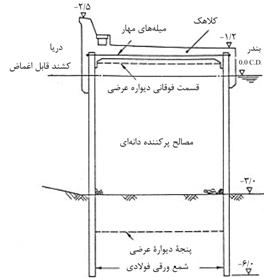 -۲/۵
کلاهک
میله‌های مهار
دریا
-۱/۲
بندر
0.0 C.D.
کشند قابل اغماض
قسمت فوقانی دیواره عرضی
مصالح پرکننده دانه‌ای
-۳/۰
پنجهٔ دیوارهٔ عرضی
شمع ورقی فولادی
-۶/۰